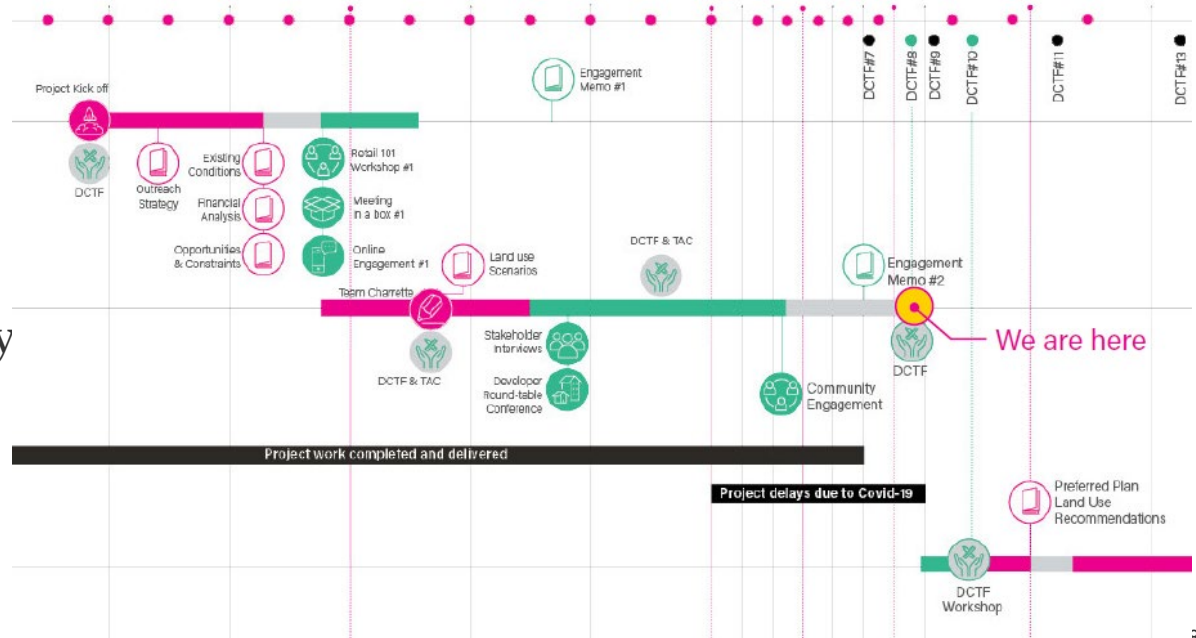 DCTF#7
DCTF#8
DCTF#9
DCTF#10
DCTF#11
DCTF#13
Project Kick off
Engagement
Memo #1
DCTF
Outreach
Strategy
Existing
Conditions
Financial
Analysis
Opportunities
& Constraints
Retail 101
Workshop #1
Meeting
in a box #1
Online
Engagement #1
Team Charrette
Land use
Scenarios
DCTF & TAC
DCTF & TAC
Engagement
Memo #2
y
We are here
DCTF
Stakeholder
Interviews
Developer
Round-table
Conference
Community
Engagement
Project work completed and delivered
Project delays due to Covid-19
Preferred Plan
Land Use
Recommendations
DCTF
Workshop